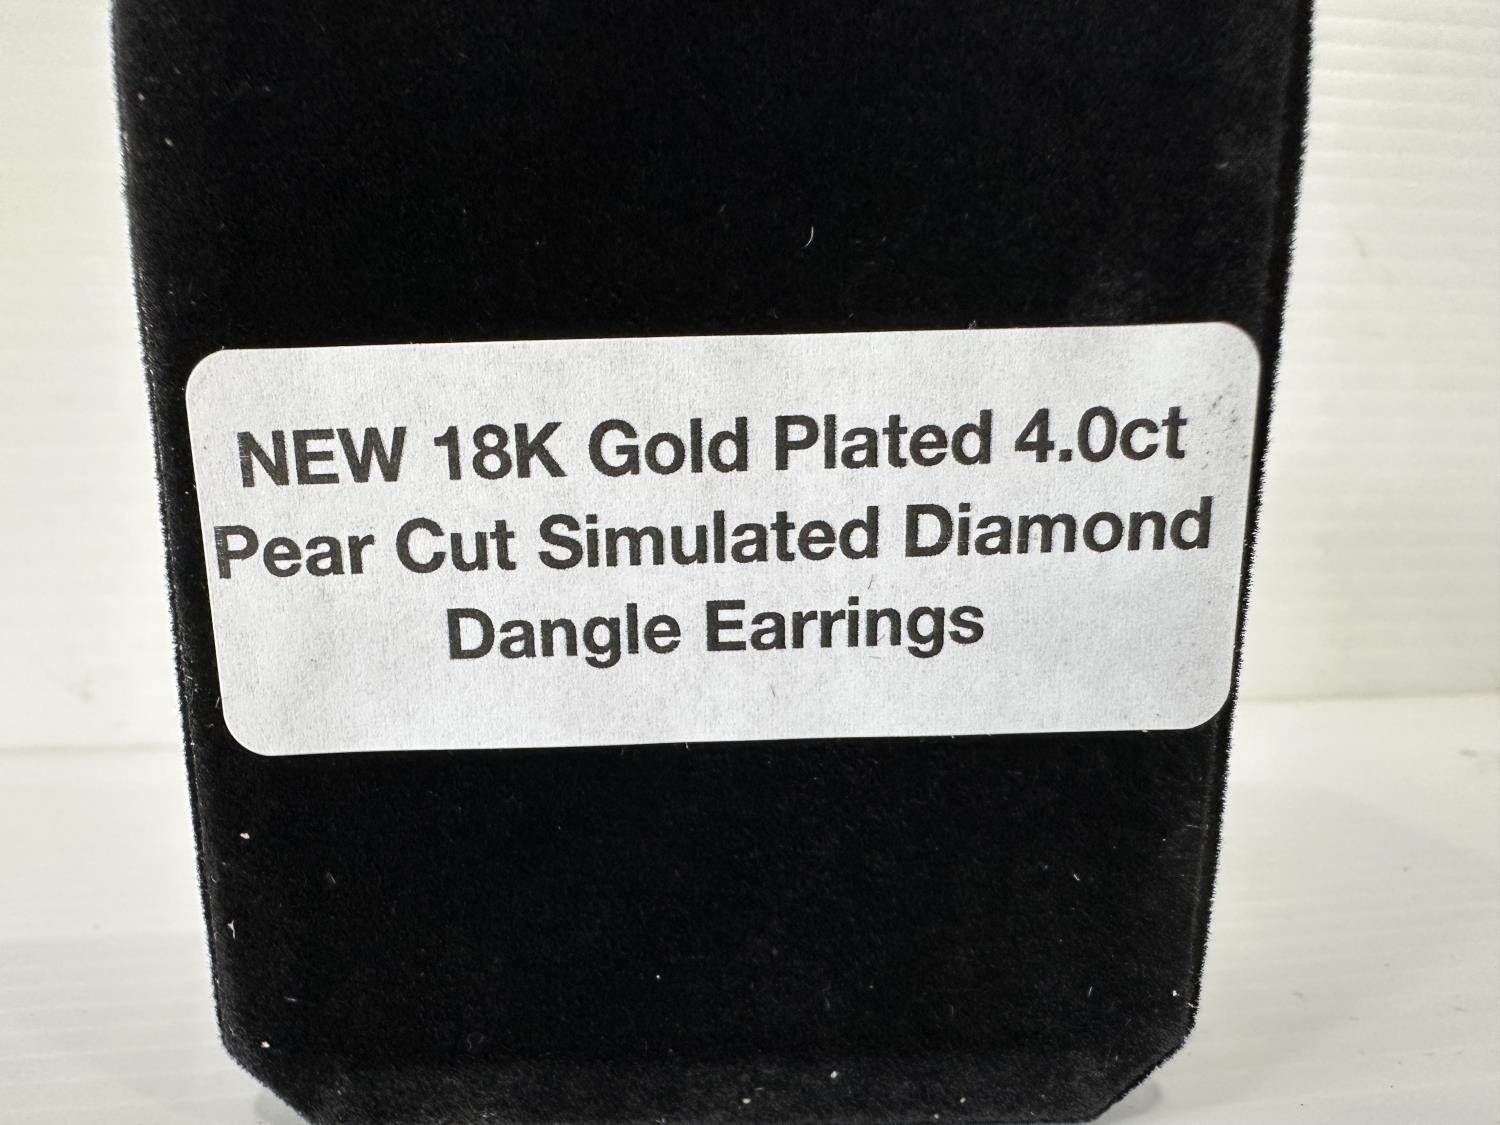 NEW 18K Gold Plated 4.0ct
Pear Cut Simulated Diamond
Dangle Earrings